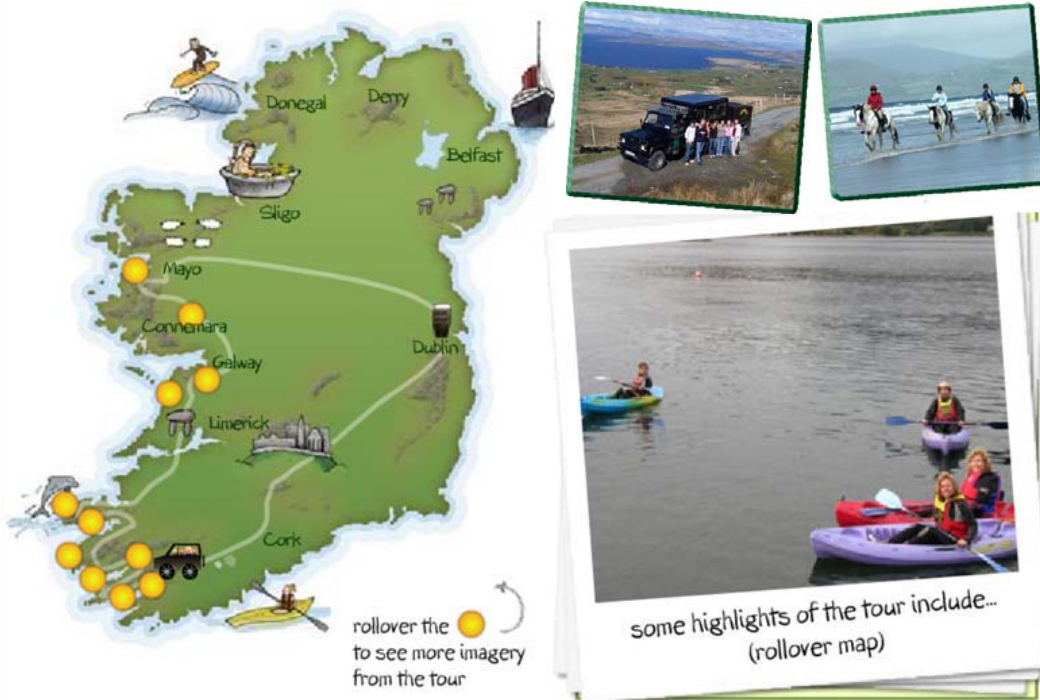 Donegal
Derry
Belfast
Sligo
Mayo
Connemara
Dublin
Galway
Limerick
Cork
rollover the
to see more imagery
from the tour
some highlights of the tour include...
(rollover map)